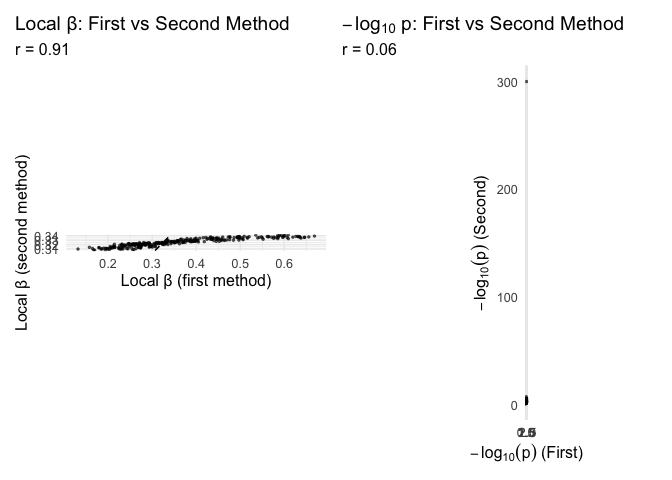 Local β: First vs Second Method
r = 0.91
Local β (second method)
0.34
0.31
0.2 0.3 0.4 0.5 0.6
Local β (first method)
−log10 p: First vs Second Method
r = 0.06
−log10(p) (Second)
300
200
100
0
−log10(p) (First)